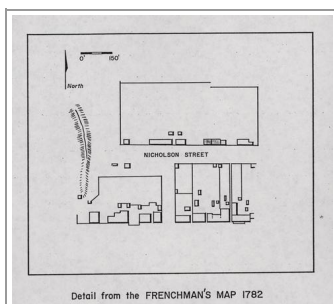 0' 150'
North
NICHOLSON STREET
Detail from the FRENCHMAN'S MAP 1782